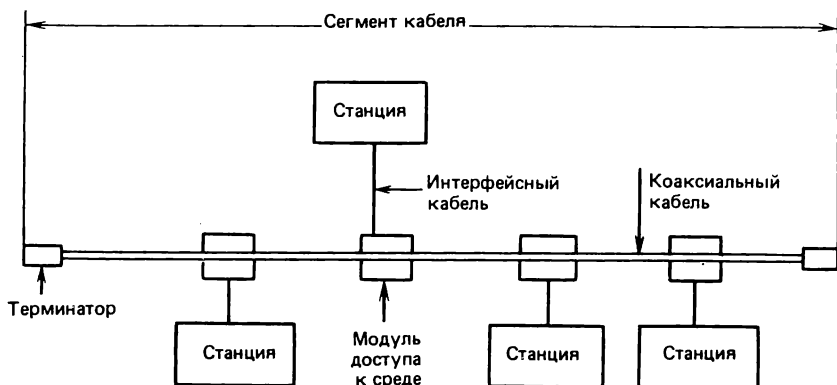 Сегмент кабеля
Станция
Интерфейсный
кабель
Коаксиальный
кабель
Терминатор
Станция
Модуль
доступа
к среде
Станция
Станция